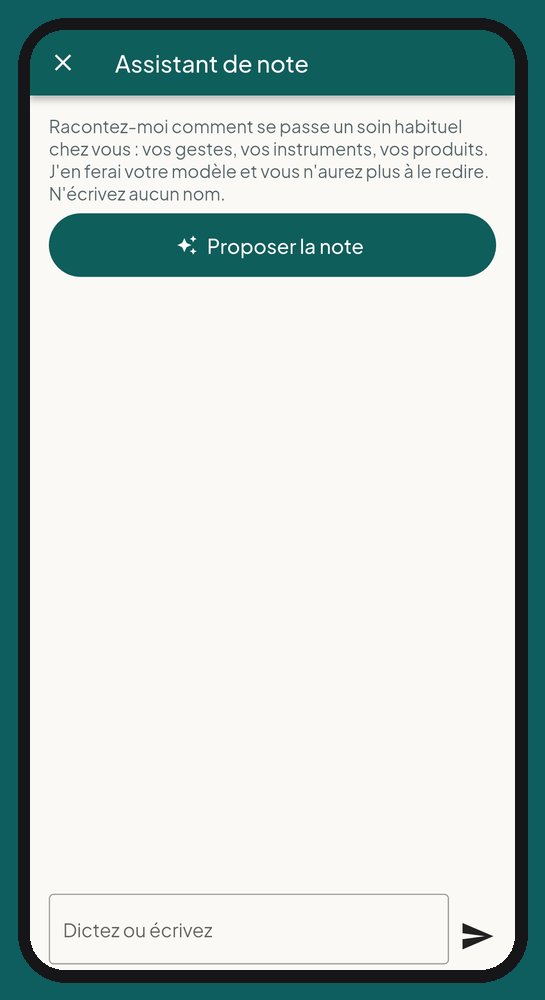 Assistant de note
Racontez-moi comment se passe un soin habituel
chez vous : vos gestes, vos instruments, vos produits.
J'en ferai votre modèle et vous n'aurez plus à le redire.
N'écrivez aucun nom.
Proposer la note
Dictez ou écrivez